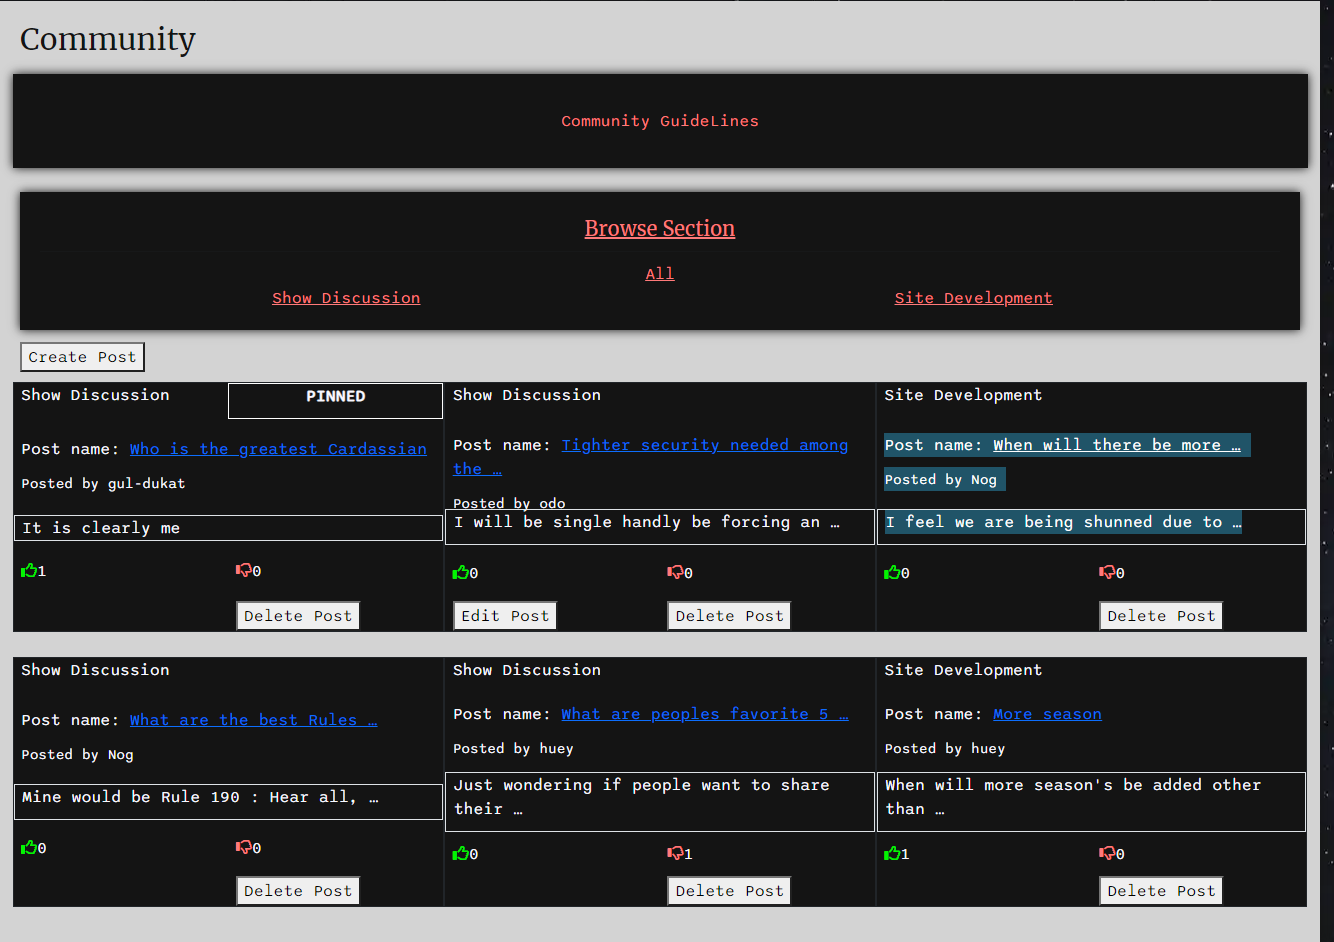 Community
Community GuideLines
Browse Section
All
Show Discussion
Site Development
Create Post
Show Discussion
PINNED
Post name: Who is the greatest Cardassian
Posted by gul-dukat
It is clearly me
1
0
Delete Post
Show Discussion
Post name: Tighter security needed among
the …
Posted by odo
I will be single handly be forcing an …
0
0
Edit Post
Delete Post
Site Development
Post name: When will there be more …
Posted by Nog
I feel we are being shunned due to …
0
0
Delete Post
Show Discussion
Post name: What are the best Rules …
Posted by Nog
Mine would be Rule 190 : Hear all, …
0
0
Delete Post
Show Discussion
Post name: What are peoples favorite 5 …
Posted by huey
Just wondering if people want to share
their …
0
1
Delete Post
Site Development
Post name: More season
Posted by huey
When will more season's be added other
than …
1
0
Delete Post